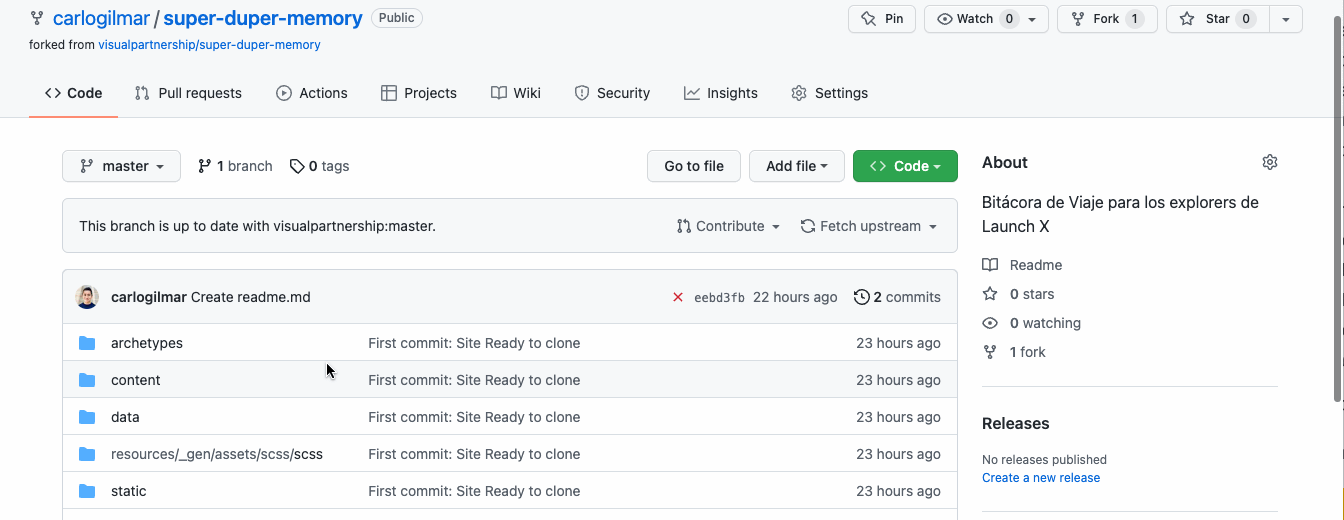 carlogilmar / super-duper-memory Public Pin Watch 0 Fork 1 Star 0
forked from visualpartnership/super-duper-memory
Code Pull requests Actions Projects Wiki Security Insights Settings
master 1 branch 0 tags Go to file Add file Code
This branch is up to date with visualpartnership:master. Contribute Fetch upstream
carlogilmar Create readme.md eebd3fb 22 hours ago 2 commits
archetypes First commit: Site Ready to clone 23 hours ago
content First commit: Site Ready to clone 23 hours ago
data First commit: Site Ready to clone 23 hours ago
resources/_gen/assets/scss/scss First commit: Site Ready to clone 23 hours ago
static First commit: Site Ready to clone 23 hours ago
About
Bitácora de Viaje para los explorers de
Launch X
Readme
0 stars
0 watching
1 fork
Releases
No releases published
Create a new release